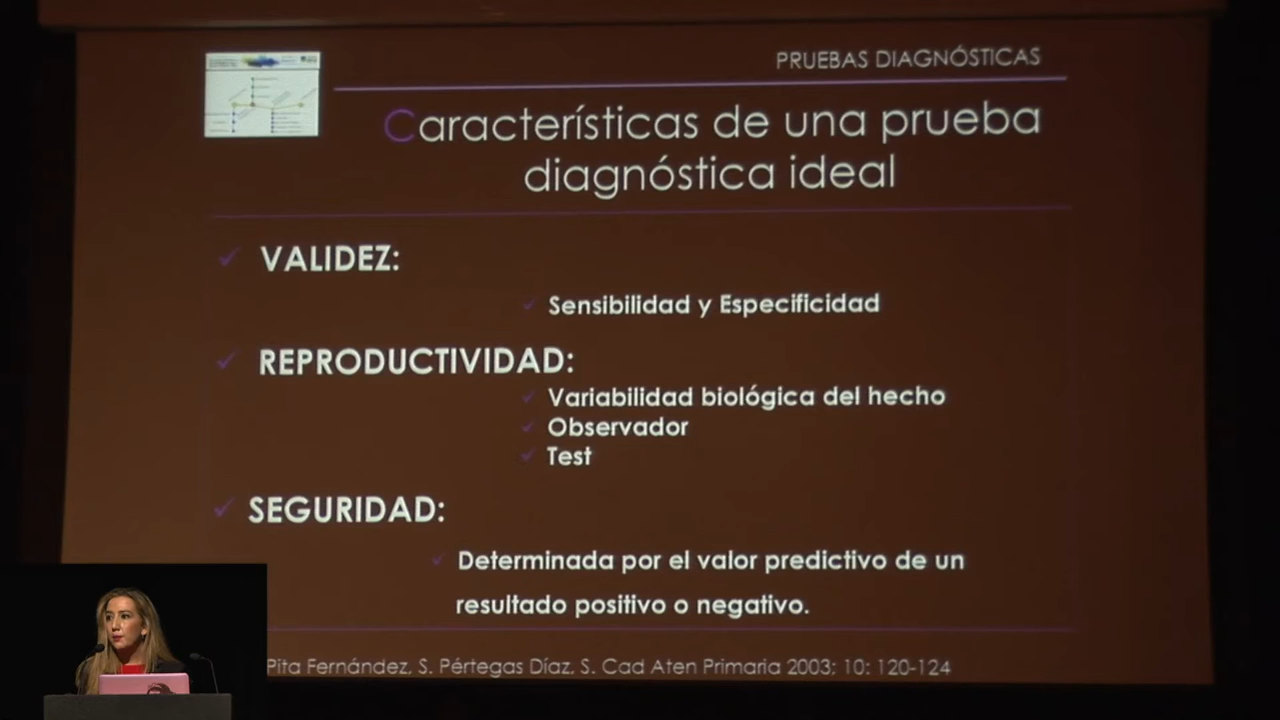 PRUEBAS DIAGNÓSTICAS
Características de una prueba
diagnóstica ideal
VALIDEZ:
Sensibilidad y Especificidad
REPRODUCTIVIDAD:
Variabilidad biológica del hecho
Observador
Test
SEGURIDAD:
Determinada por el valor predictivo de un
resultado positivo o negativo.
Pita Fernández, S. Pértegas Díaz, S. Cad Aten Primaria 2003; 10: 120-124